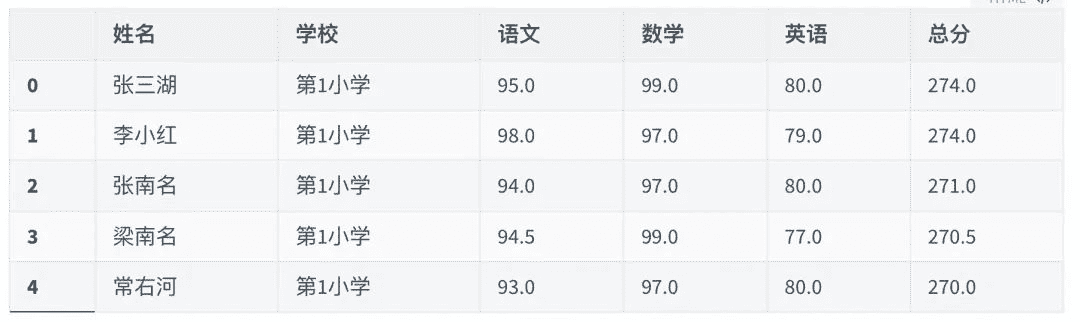 姓名 学校 语文 数学 英语 总分
0 张三湖 第1小学 95.0 99.0 80.0 274.0
1 李小红 第1小学 98.0 97.0 79.0 274.0
2 张南名 第1小学 94.0 97.0 80.0 271.0
3 梁南名 第1小学 94.5 99.0 77.0 270.5
4 常右河 第1小学 93.0 97.0 80.0 270.0